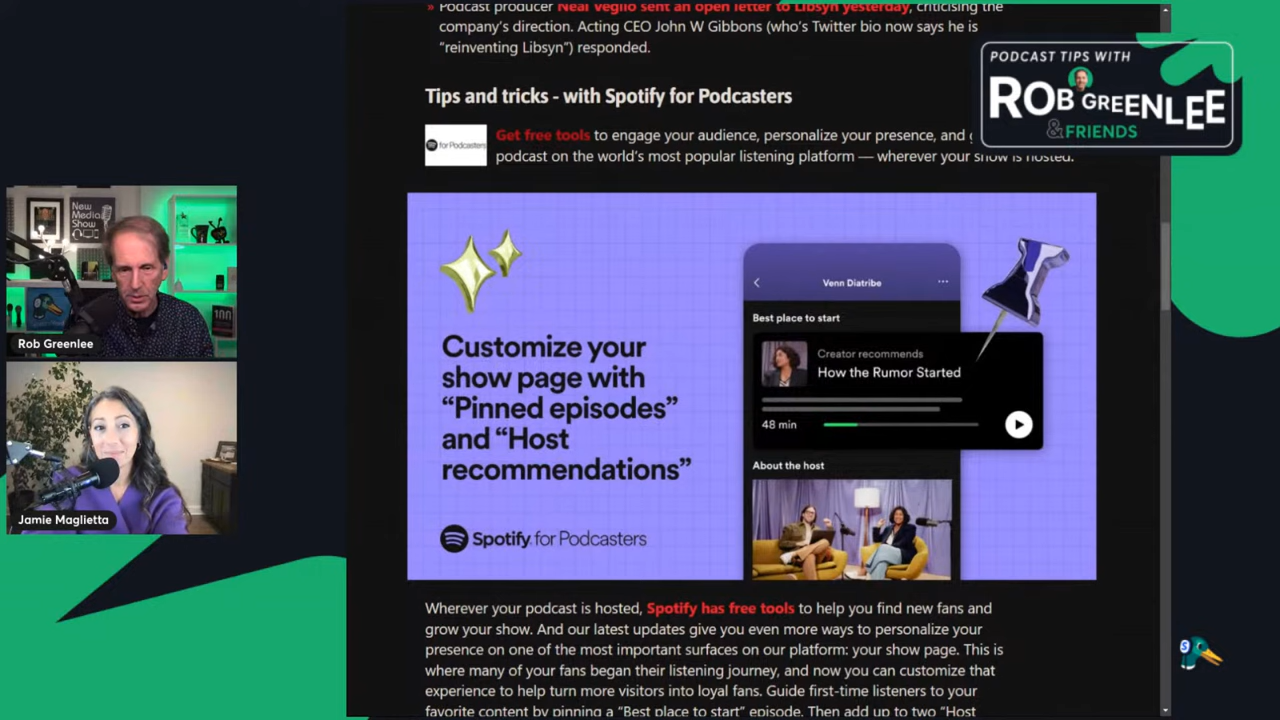 » Podcast producer Neal Veglio sent an open letter to Libsyn yesterday, criticising the
company's direction. Acting CEO John W Gibbons (who's Twitter bio now says he is
"reinventing Libsyn") responded.
PODCAST TIPS WITH
ROB GREENLEE
& FRIENDS
Tips and tricks - with Spotify for Podcasters
for Podcasters
Get free tools to engage your audience, personalize your presence, and
podcast on the world's most popular listening platform — wherever your show is hosted.
New
Media
Show
100
Rob Greenlee
Jamie Maglietta
Customize your
show page with
“Pinned episodes”
and “Host
recommendations”
Spotify for Podcasters
Venn Diatribe
Best place to start
Creator recommends
How the Rumor Started
48 min
About the host
Wherever your podcast is hosted, Spotify has free tools to help you find new fans and
grow your show. And our latest updates give you even more ways to personalize your
presence on one of the most important surfaces on our platform: your show page. This is
where many of your fans began their listening journey, and now you can customize that
experience to help turn more visitors into loyal fans. Guide first-time listeners to your
favorite content by pinning a “Best place to start” episode. Then add up to two “Host
S